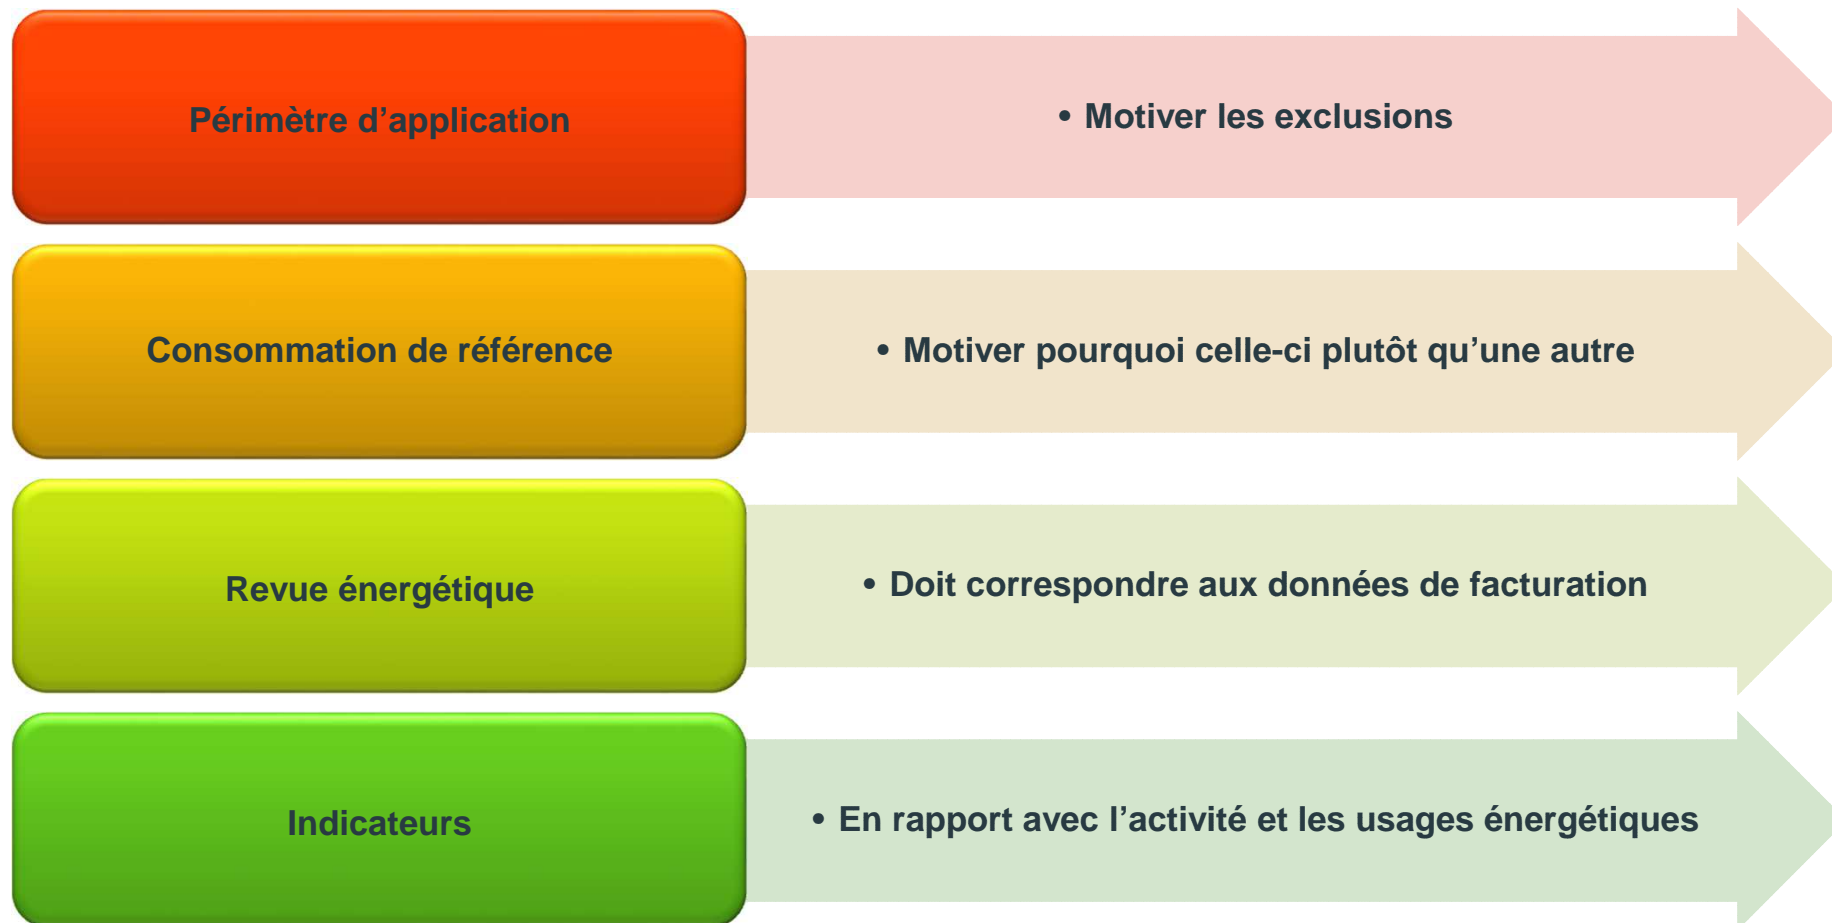 Périmètre d’application
• Motiver les exclusions
Consommation de référence
• Motiver pourquoi celle-ci plutôt qu’une autre
Revue énergétique
• Doit correspondre aux données de facturation
Indicateurs
• En rapport avec l’activité et les usages énergétiques